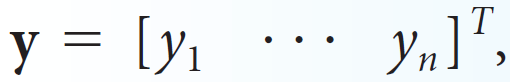 y = [y₁ · · · yₙ]ᵀ,